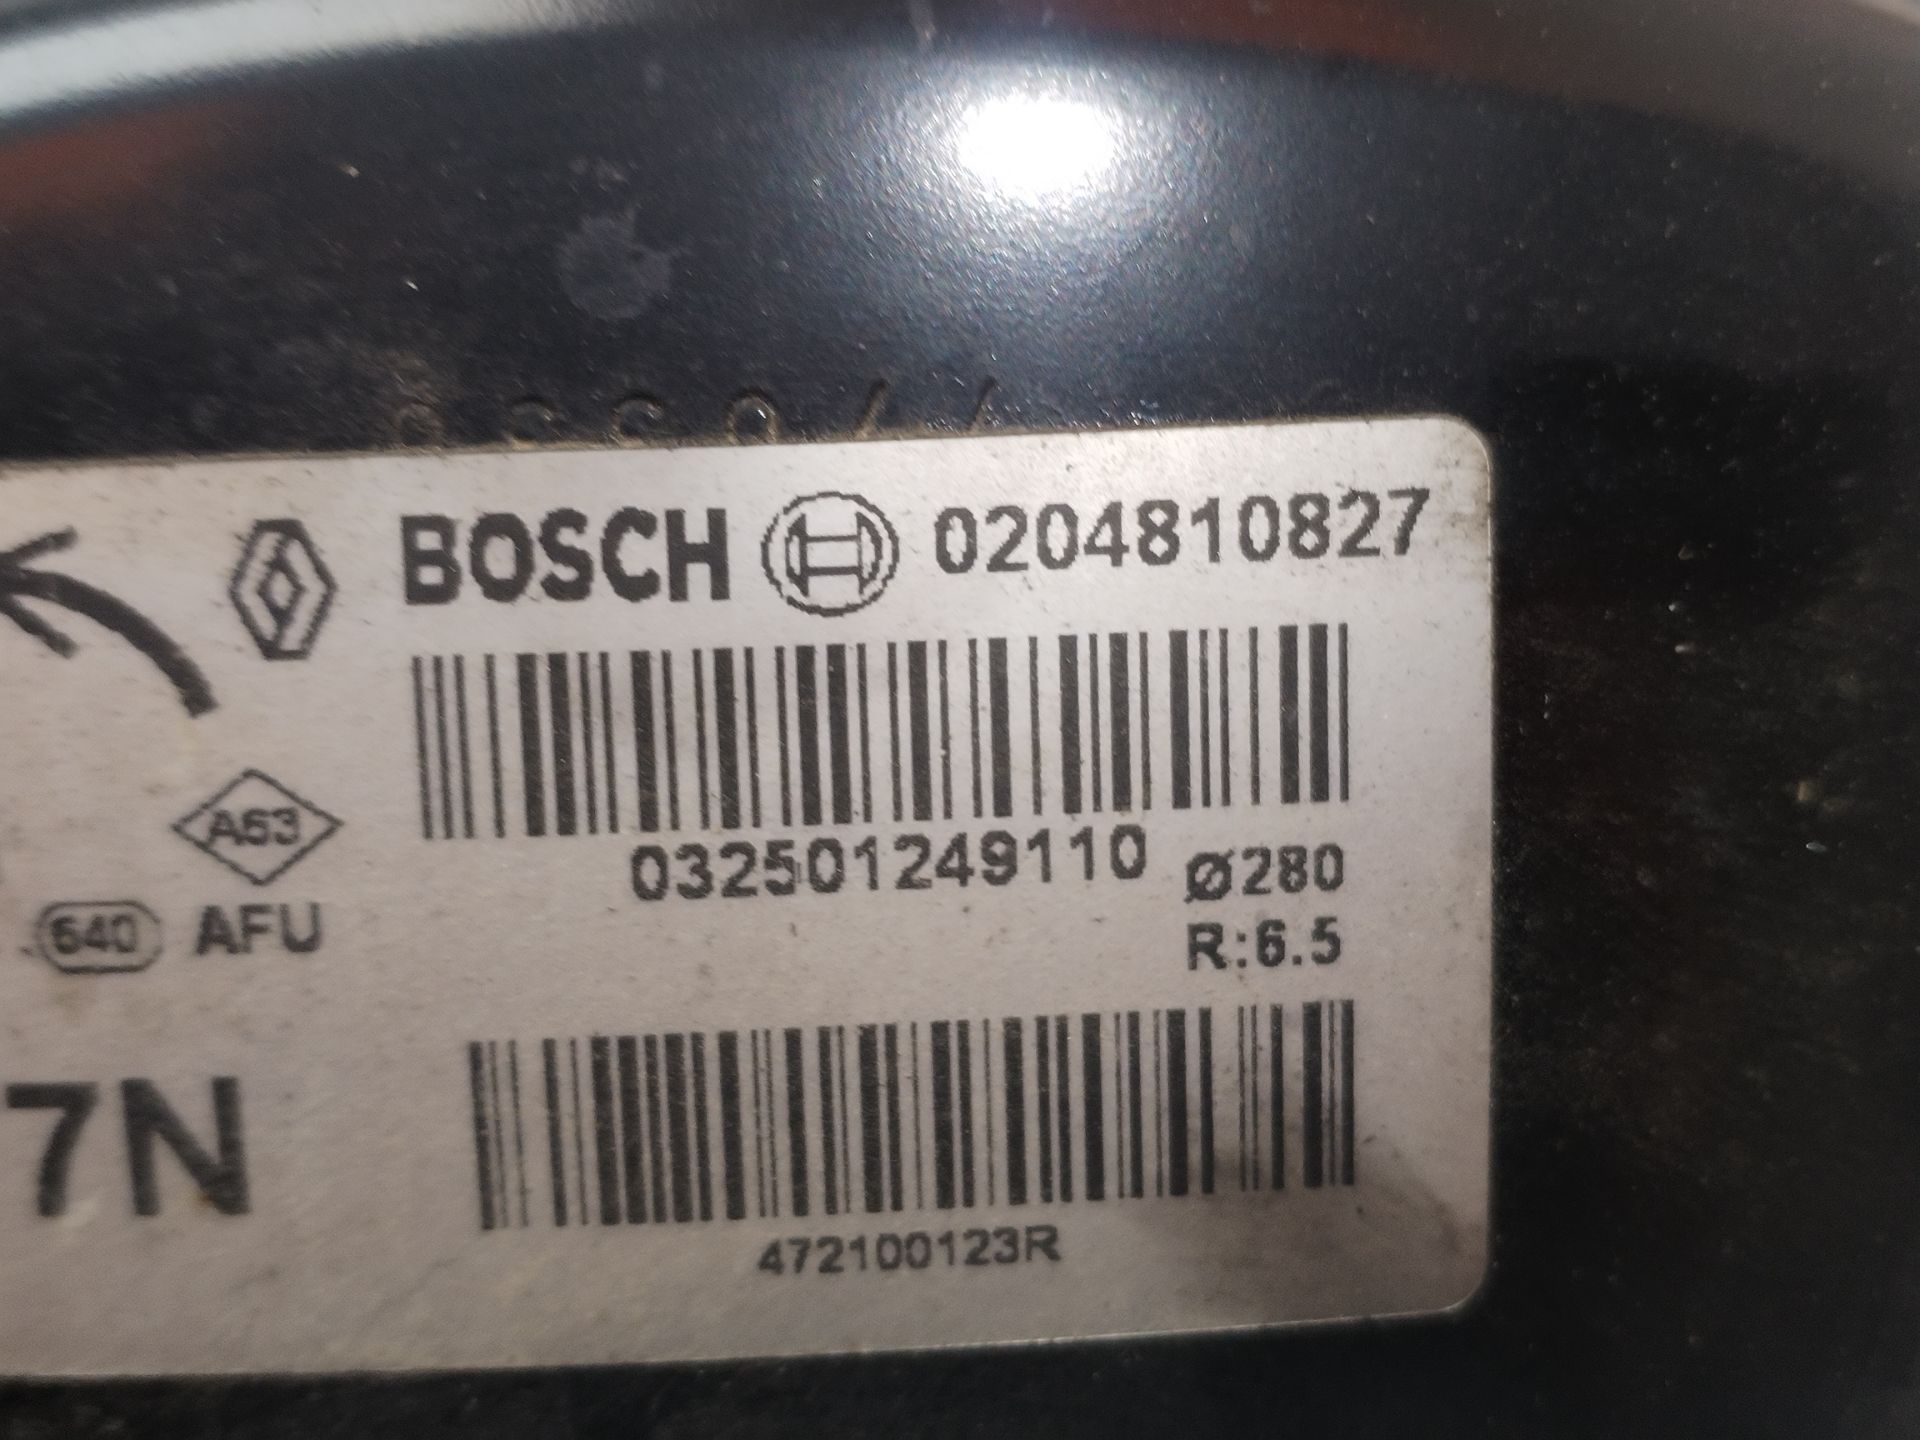 BOSCH 0204810827
032501249110
Ø280
R:6.5
A63
640 AFU
7N
472100123R